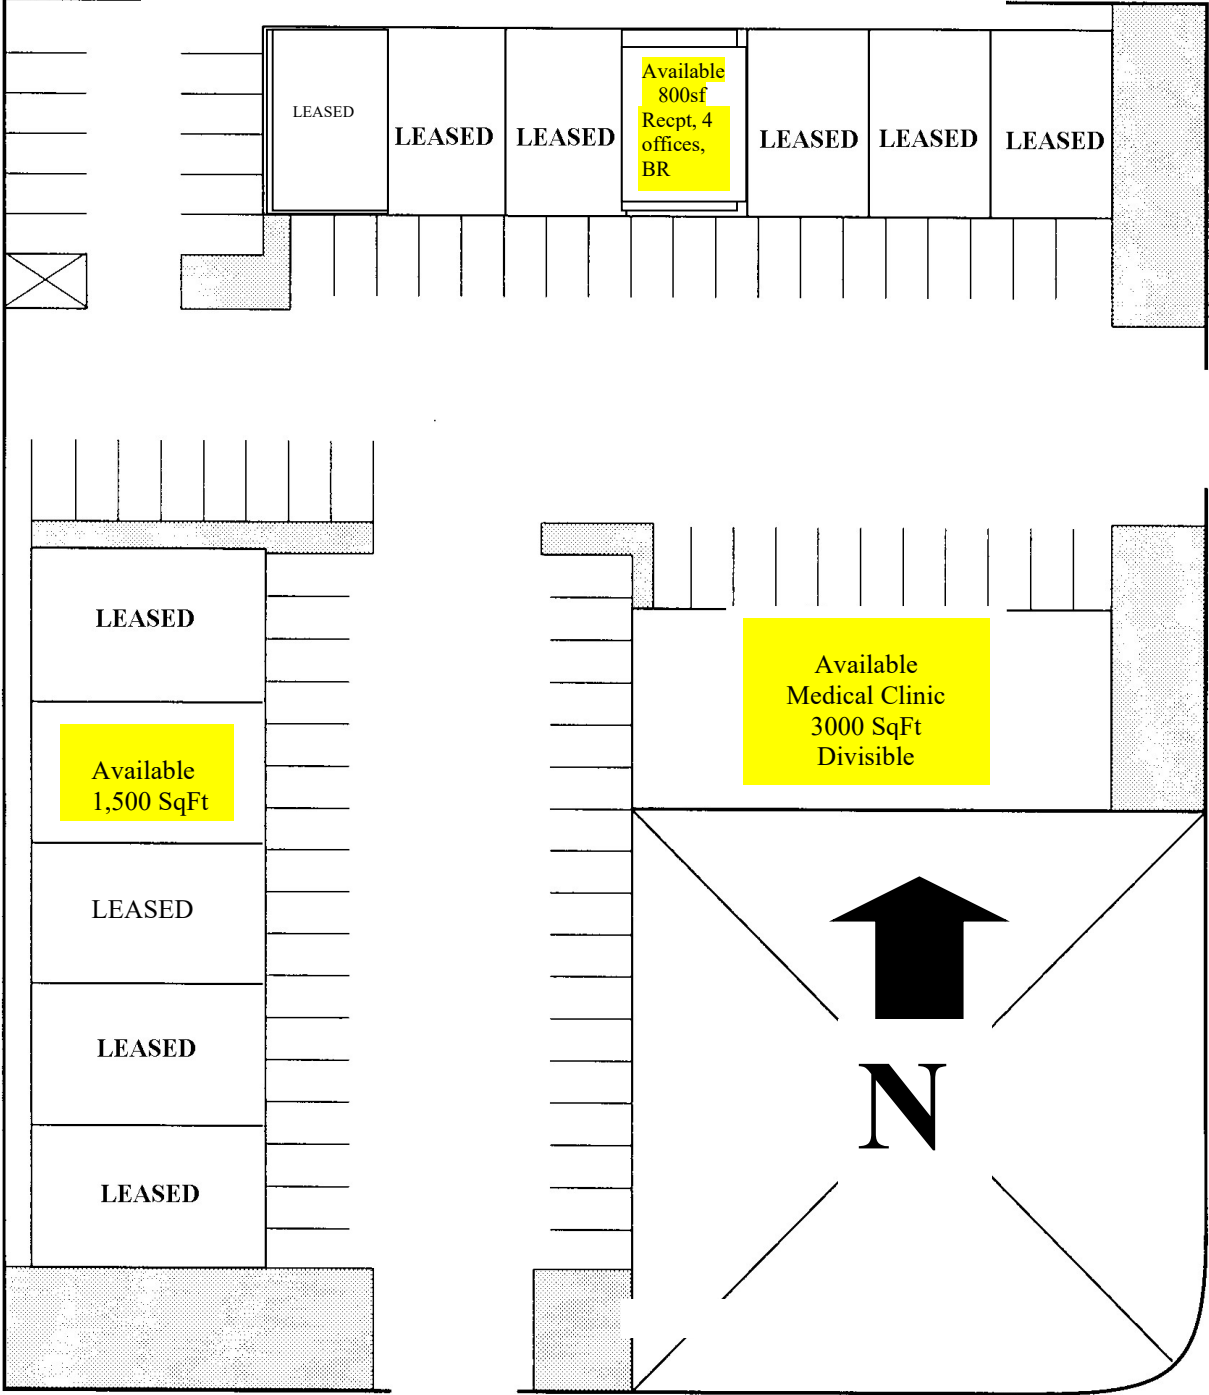 LEASED
LEASED
LEASED
Available
800sf
Recpt, 4
offices,
BR
LEASED
LEASED
LEASED
LEASED
Available
1,500 SqFt
LEASED
LEASED
LEASED
Available
Medical Clinic
3000 SqFt
Divisible
N